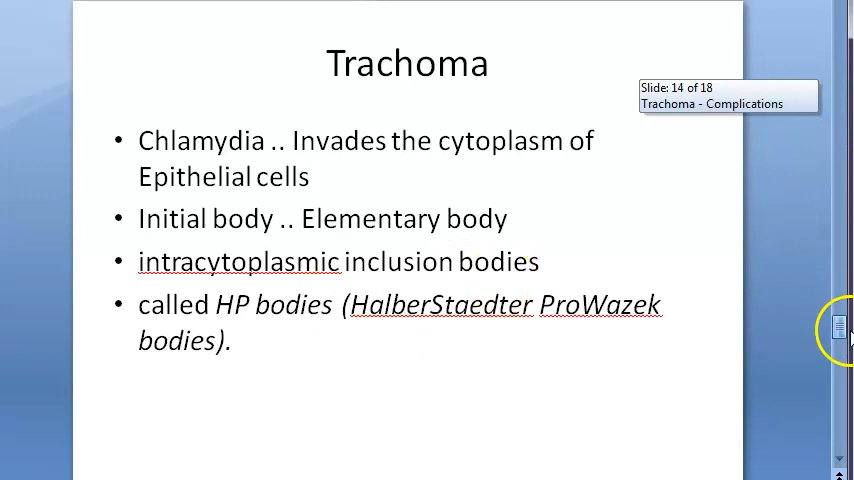 Trachoma
Slide: 14 of 18
Trachoma - Complications
• Chlamydia .. Invades the cytoplasm of
Epithelial cells
• Initial body .. Elementary body
• intracytoplasmic inclusion bodies
• called HP bodies (HalberStaedter ProWazek
bodies).